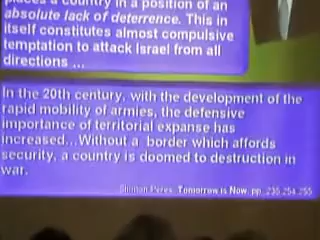 places a country in a position of an
absolute lack of deterrence. This in
itself constitutes almost compulsive
temptation to attack Israel from all
directions ...
In the 20th century, with the development of the
rapid mobility of armies, the defensive
importance of territorial expanse has
increased...Without a border which affords
security, a country is doomed to destruction in
war.
Shimon Peres, Tomorrow is Now, pp. 235,254,255